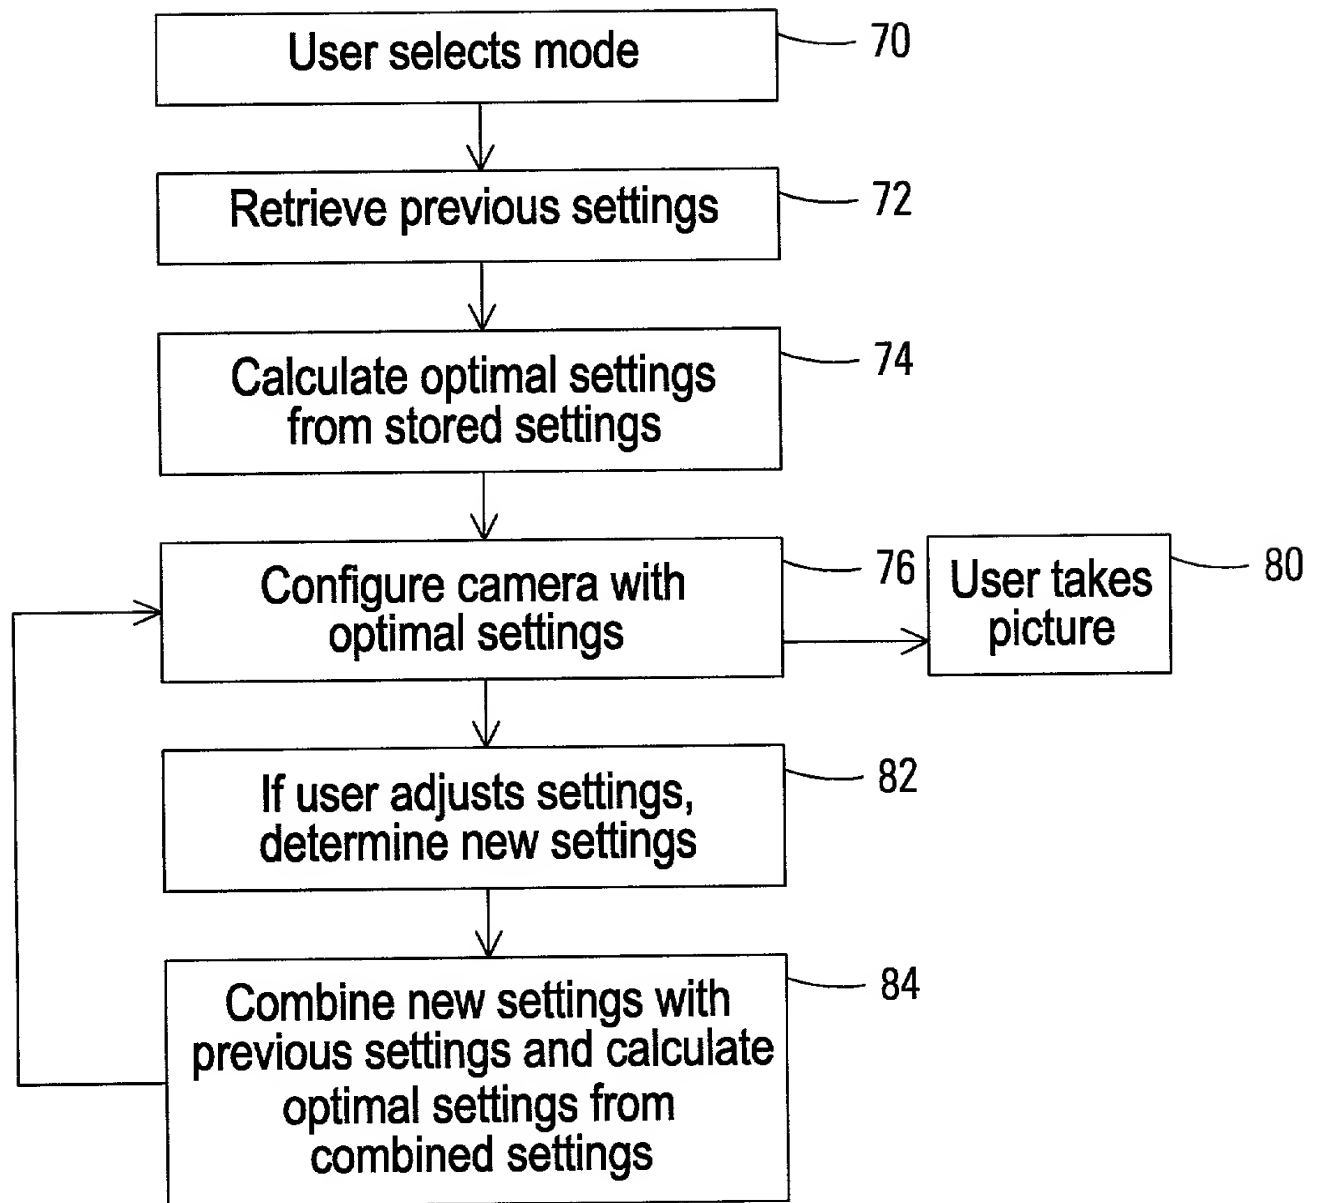 User selects mode
70
Retrieve previous settings
72
Calculate optimal settings
from stored settings
74
Configure camera with
optimal settings
76
User takes
picture
80
If user adjusts settings,
determine new settings
82
Combine new settings with
previous settings and calculate
optimal settings from
combined settings
84